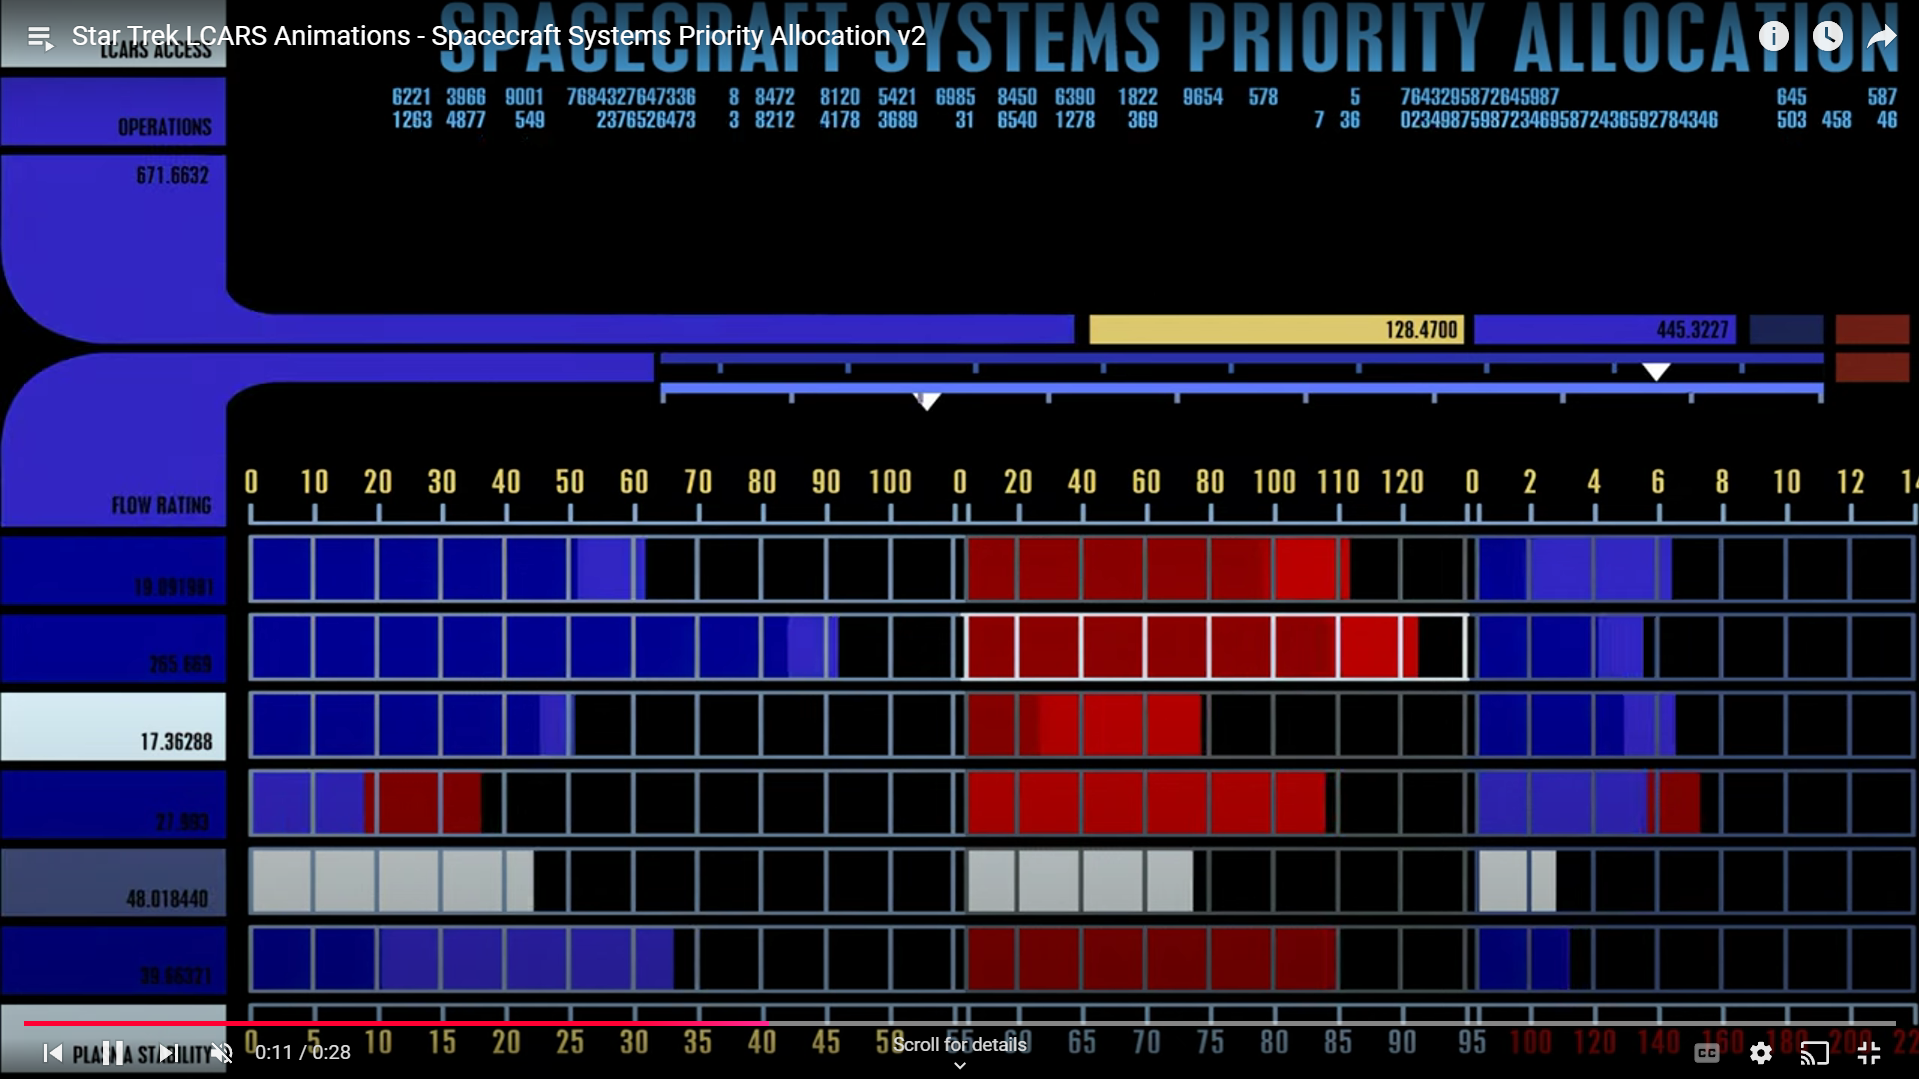 Star Trek LCARS Animations - Spacecraft Systems Priority Allocation v2
LCARS ACCESS
SPACECRAFT SYSTEMS PRIORITY ALLOCATION
6221 3966 9001 7684327647336 8 8472 8120 5421 6985 8450 6390 1822 9654 578 5 7643295872645987 645 587
OPERATIONS
1263 4877 549 2376526473 3 8212 4178 3689 31 6540 1278 369 7 36 02349875987234695872436592784346 503 458 46
671.6632
128.4700 445.3227
0 10 20 30 40 50 60 70 80 90 100 0 20 40 60 80 100 110 120 0 2 4 6 8 10 12
FLOW RATING
19.091981
265.669
17.36288
27.983
48.018440
39.66321
PLASMA STABILITY
0 5 10 15 20 25 30 35 40 45 50 65 70 75 80 85 90 95 100 120 140 160 180 200
0:11 / 0:28
Scroll for details
CC